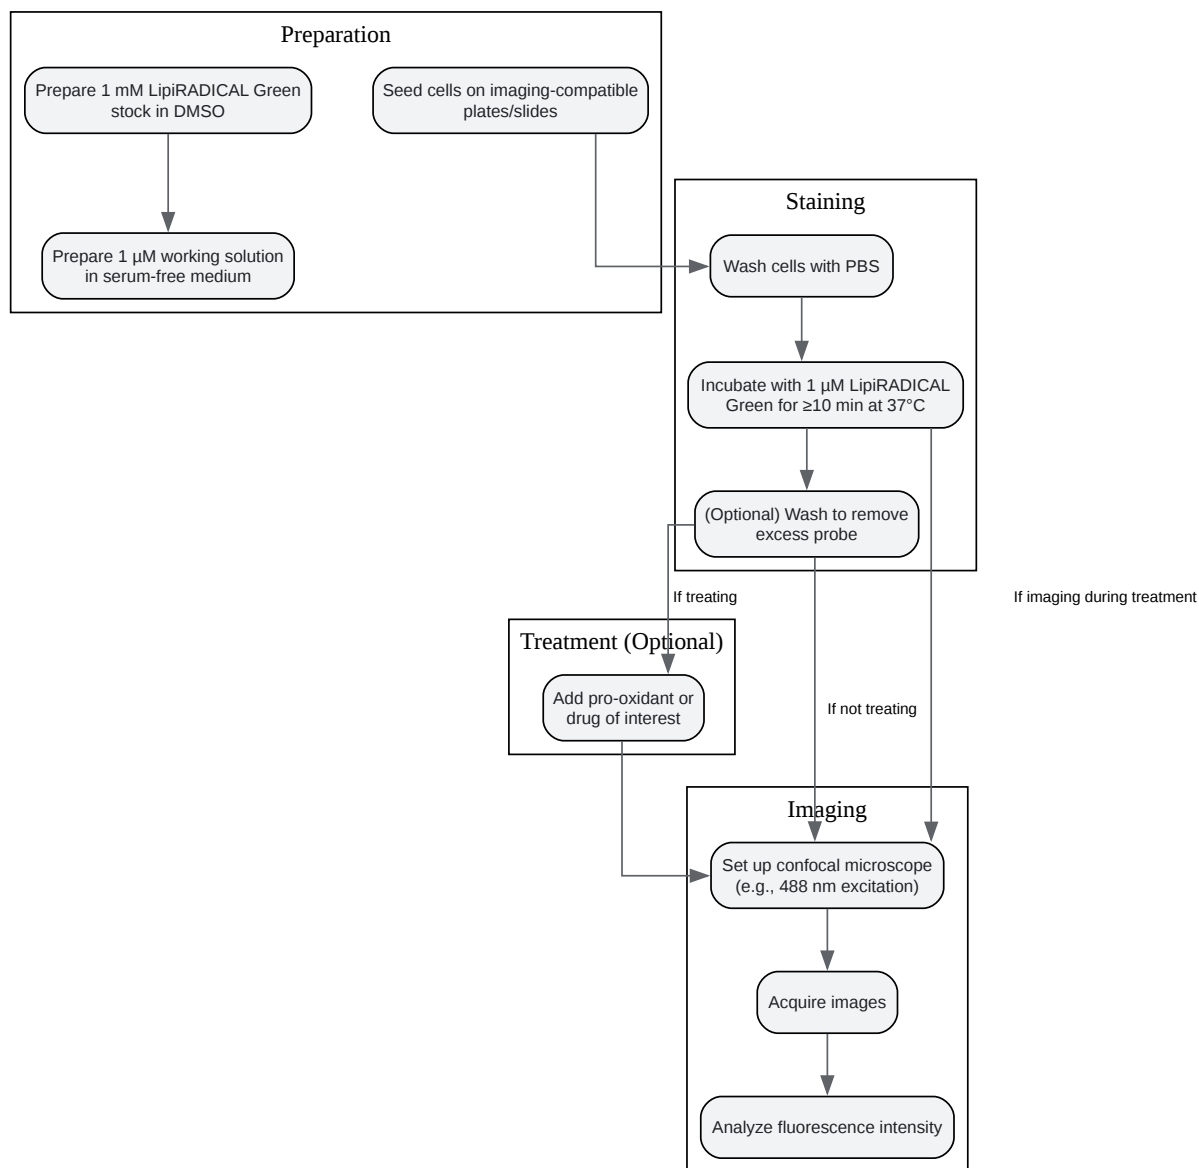 Preparation
Prepare 1 mM LipiRADICAL Green
stock in DMSO
Seed cells on imaging-compatible
plates/slides
Prepare 1 µM working solution
in serum-free medium
Staining
Wash cells with PBS
Incubate with 1 µM LipiRADICAL
Green for ≥10 min at 37°C
(Optional) Wash to remove
excess probe
If treating
If imaging during treatment
Treatment (Optional)
Add pro-oxidant or
drug of interest
If not treating
Imaging
Set up confocal microscope
(e.g., 488 nm excitation)
Acquire images
Analyze fluorescence intensity